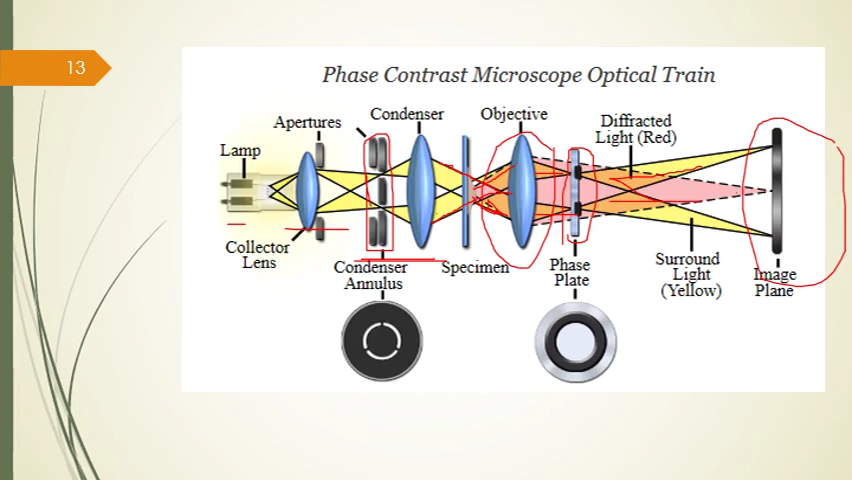 13
Phase Contrast Microscope Optical Train
Apertures
Condenser
Objective
Diffracted
Light (Red)
Lamp
Collector
Lens
Condenser
Annulus
Specimen
Phase
Plate
Surround
Light
(Yellow)
Image
Plane